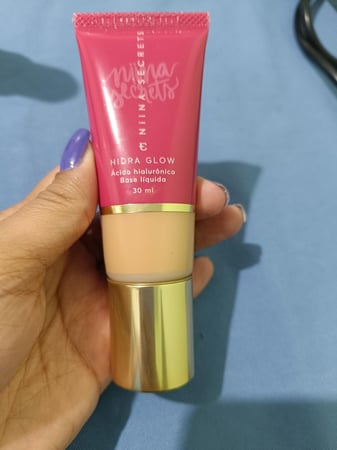 niina
secrets
NIINA SECRETS
HIDRA GLOW
Ácido hialurônico
Base líquida
30 ml